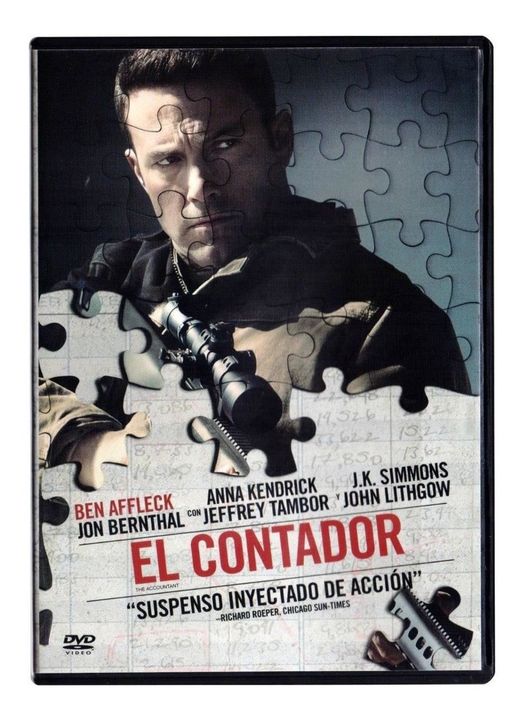 BEN AFFLECK
JON BERNTHAL
CON
ANNA KENDRICK
JEFFREY TAMBOR
Y
J.K. SIMMONS
JOHN LITHGOW
EL CONTADOR
THE ACCOUNTANT
“SUSPENSO INYECTADO DE ACCIÓN”
–RICHARD ROEPER, CHICAGO SUN-TIMES
DVD
VIDEO